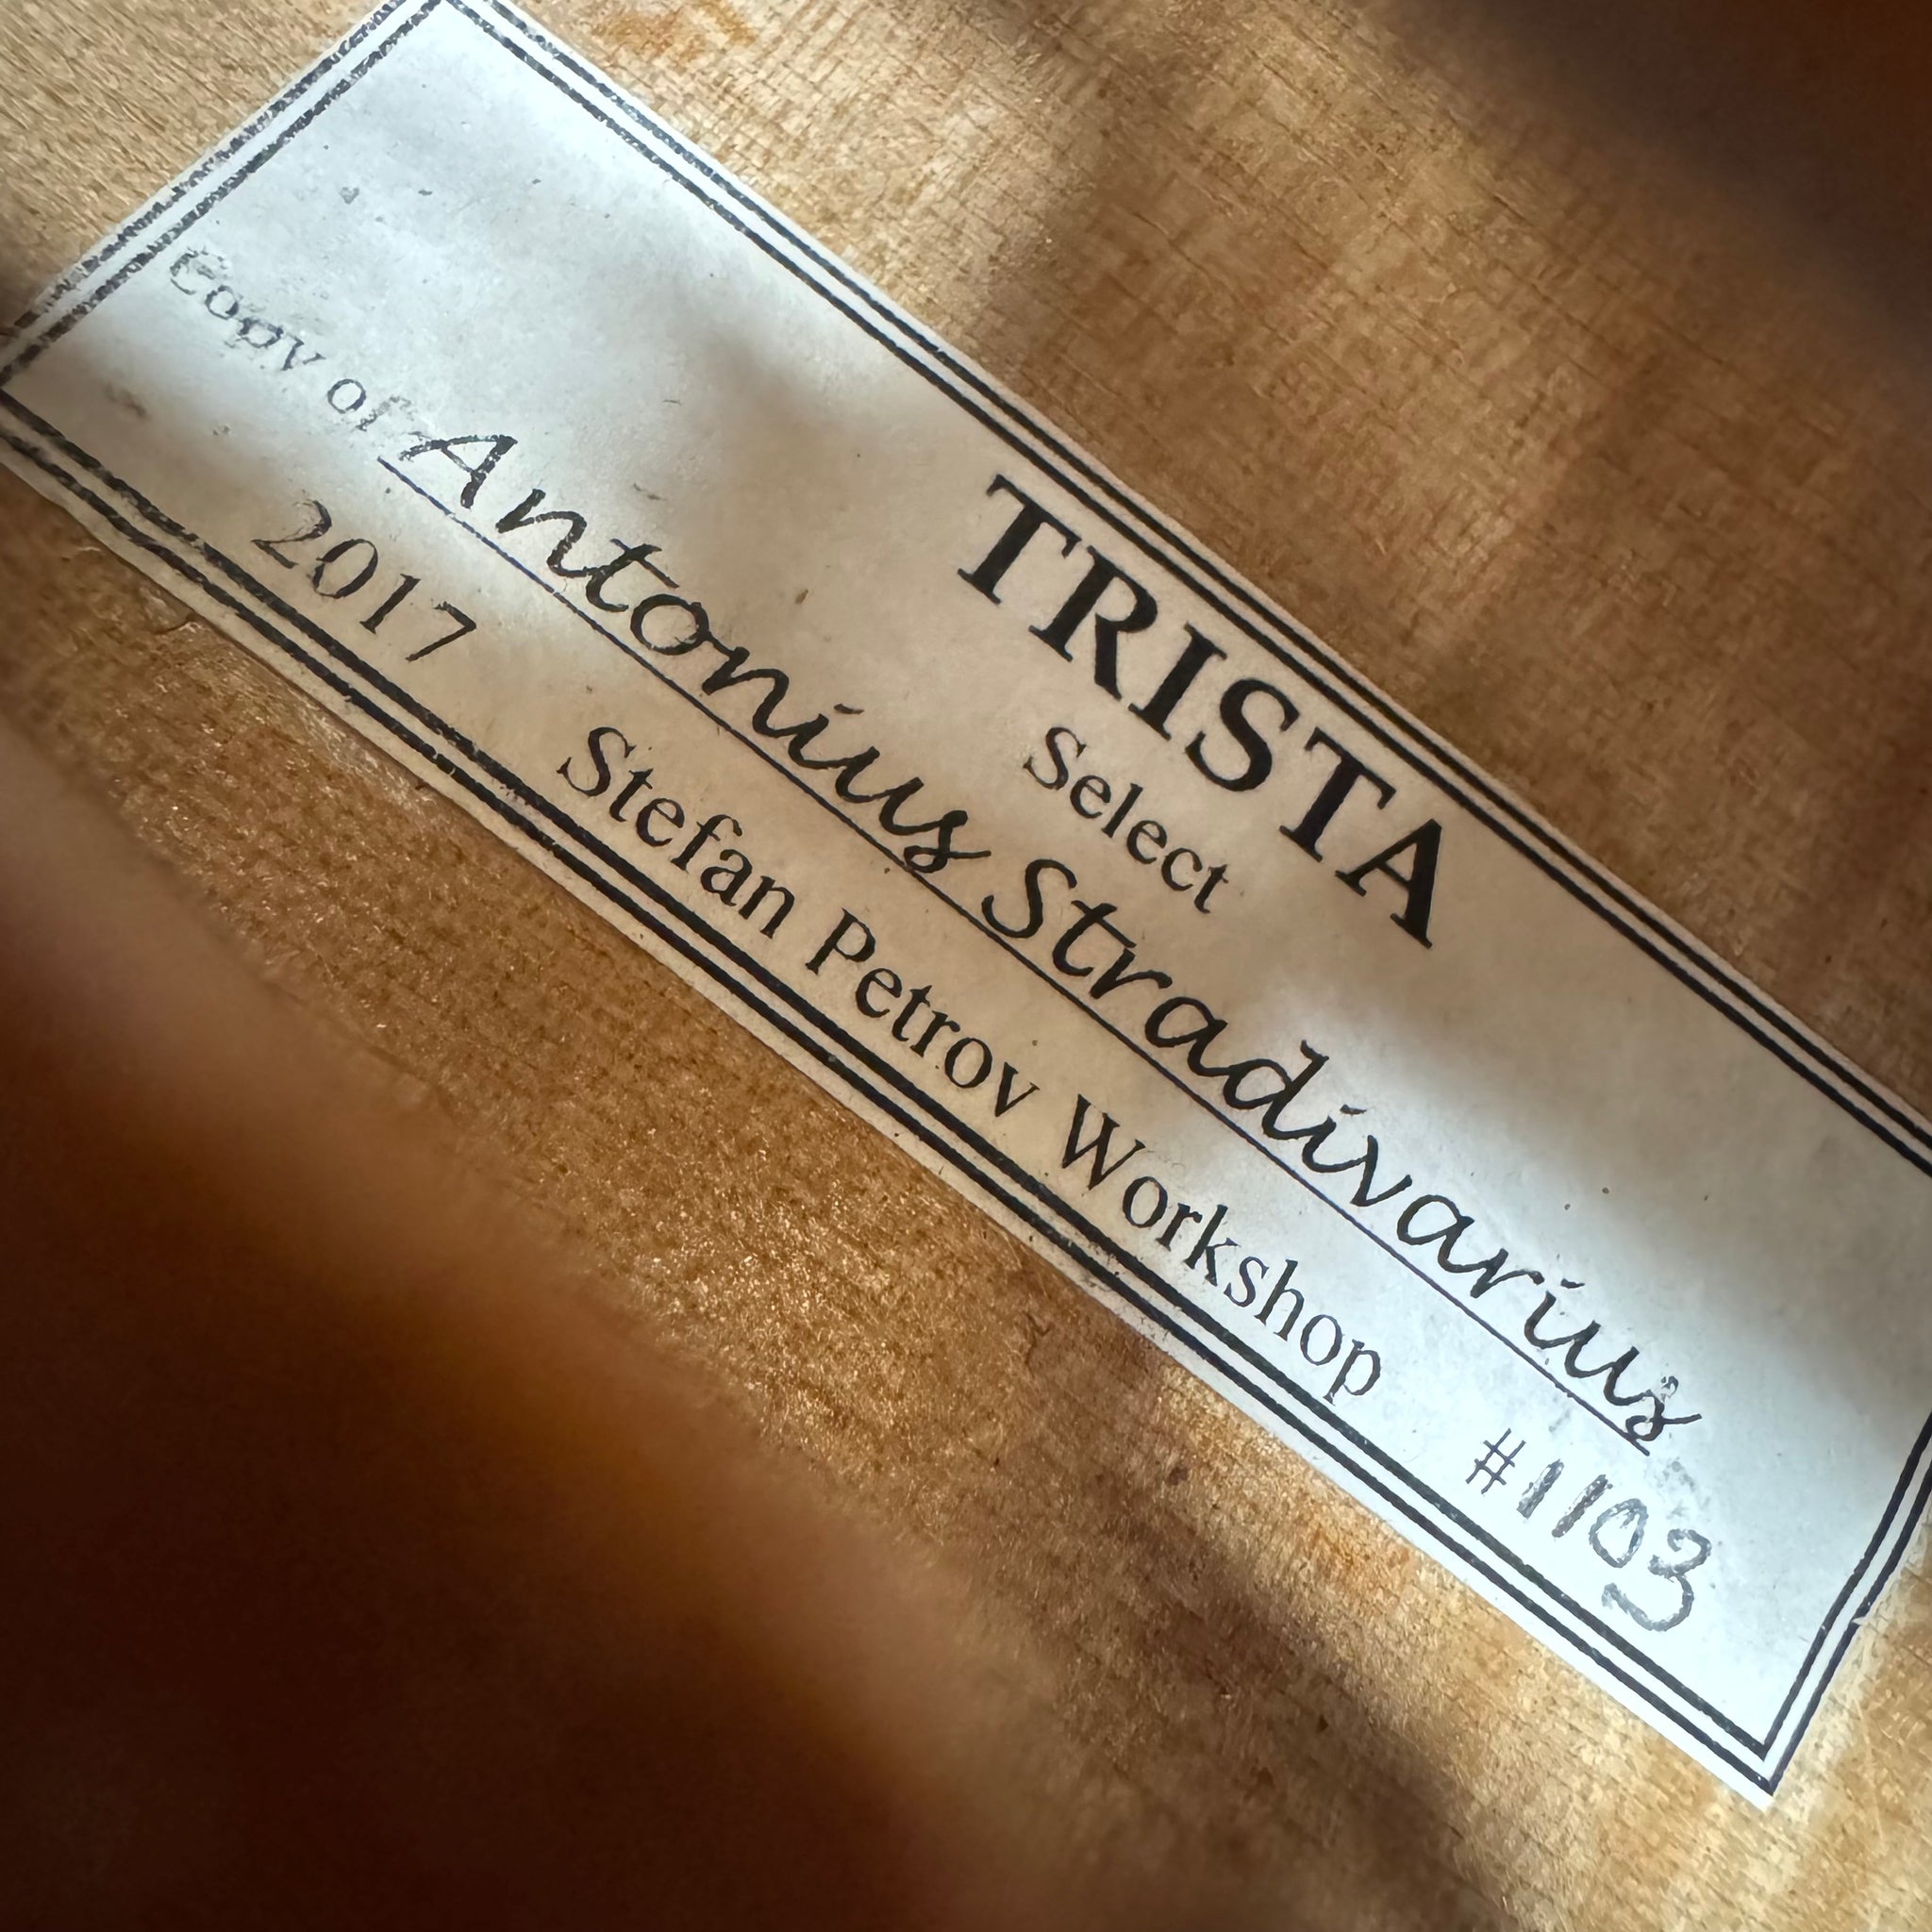 TRISTA
Select
Copy of Antonius Stradivarius
2017 Stefan Petrov Workshop #1103